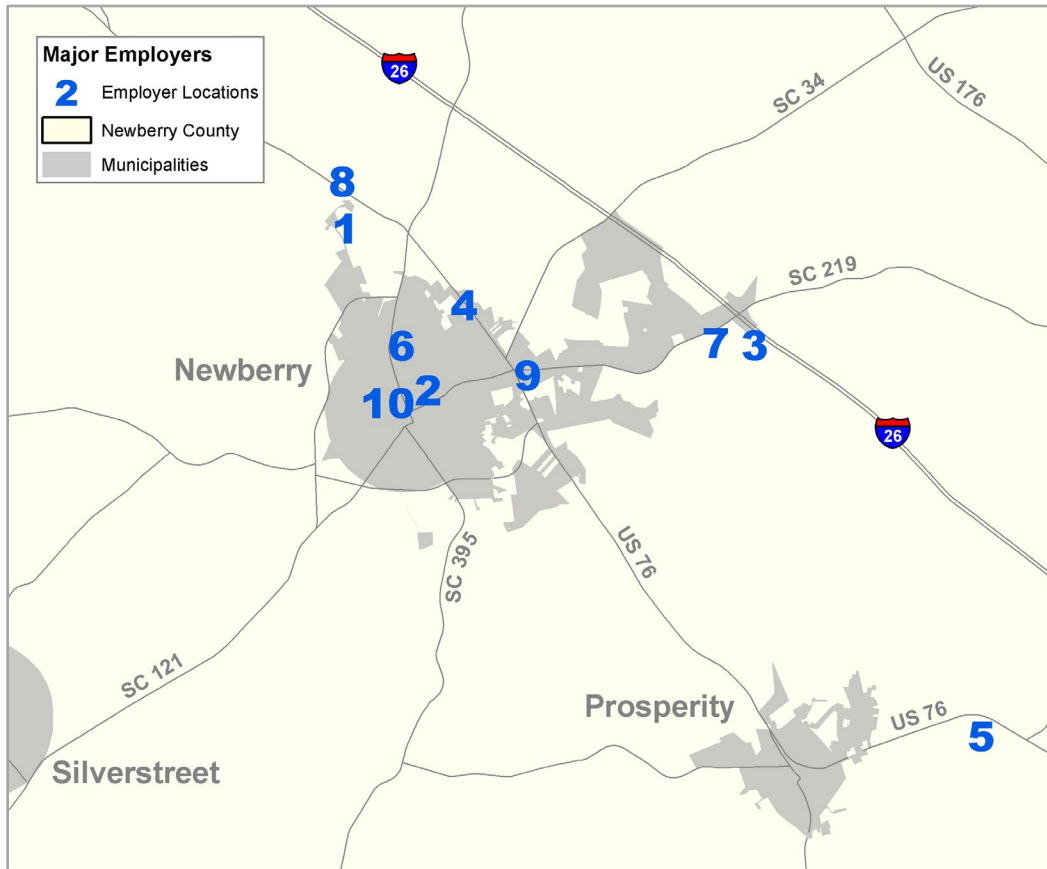 Major Employers
2 Employer Locations
Newberry County
Municipalities
26
SC 34
US 176
8
1
SC 219
4
7
3
6
Newberry
9
2
10
26
SC 395
US 76
SC 121
Prosperity
US 76
5
Silverstreet